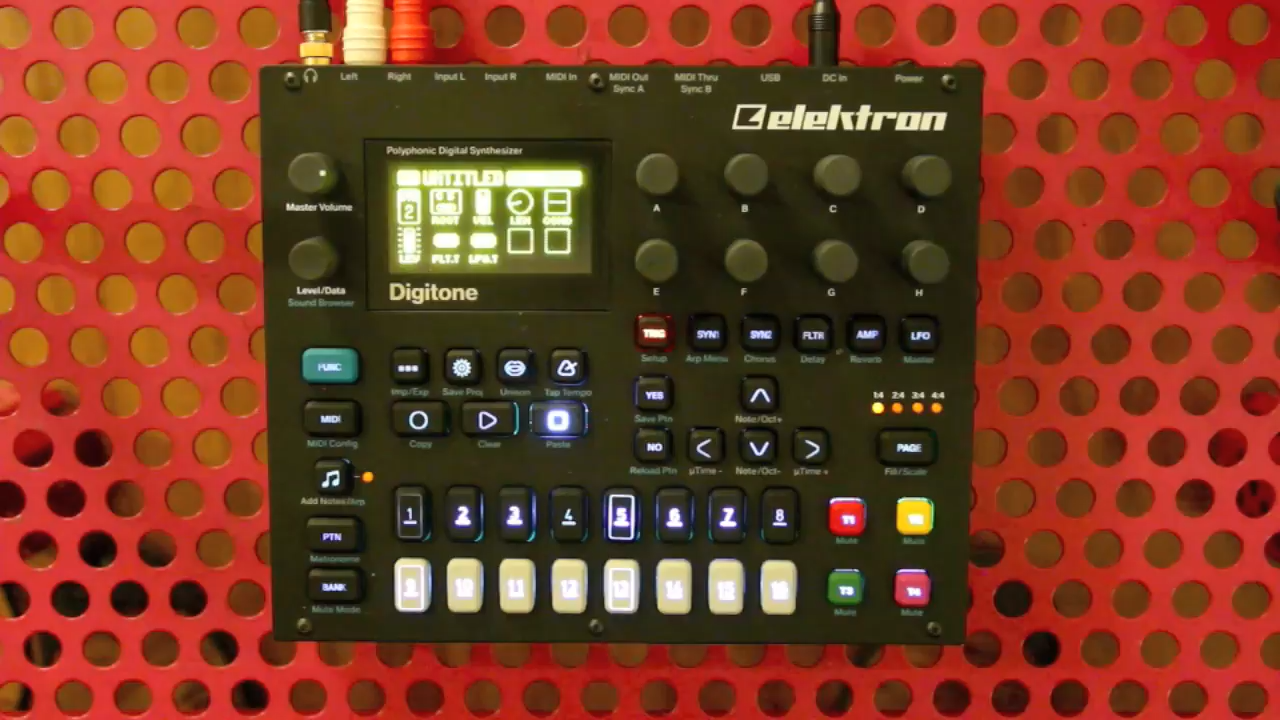 Left Right Input L Input R MIDI In MIDI Out MIDI Thru USB DC In Power
Sync A Sync B
elektron
Polyphonic Digital Synthesizer
UNTITLED
2 ROOT VEL LEN COND
LEV FLT.T LFO.T
Digitone
Master Volume
Level/Data
Sound Browser
A B C D
E F G H
TRIG SYN1 SYN2 FLTR AMP LFO
Setup Arp Menu Chorus Delay Reverb Master
FUNC
Imp/Exp Save Proj Unison Tap Tempo
YES
Save Ptn Note/Oct+
1:4 2:4 3:4 4:4
MIDI
MIDI Config
Copy Clear Paste
NO PAGE
Reload Ptn µTime - Note/Oct- µTime + Fill/Scale
Add Notes/Arp
PTN
Metronome
BANK
Mute Mode
1 2 3 4 5 6 7 8 T1 T2
Mute Mute
9 10 11 12 13 14 15 16 T3 T4
Mute Mute